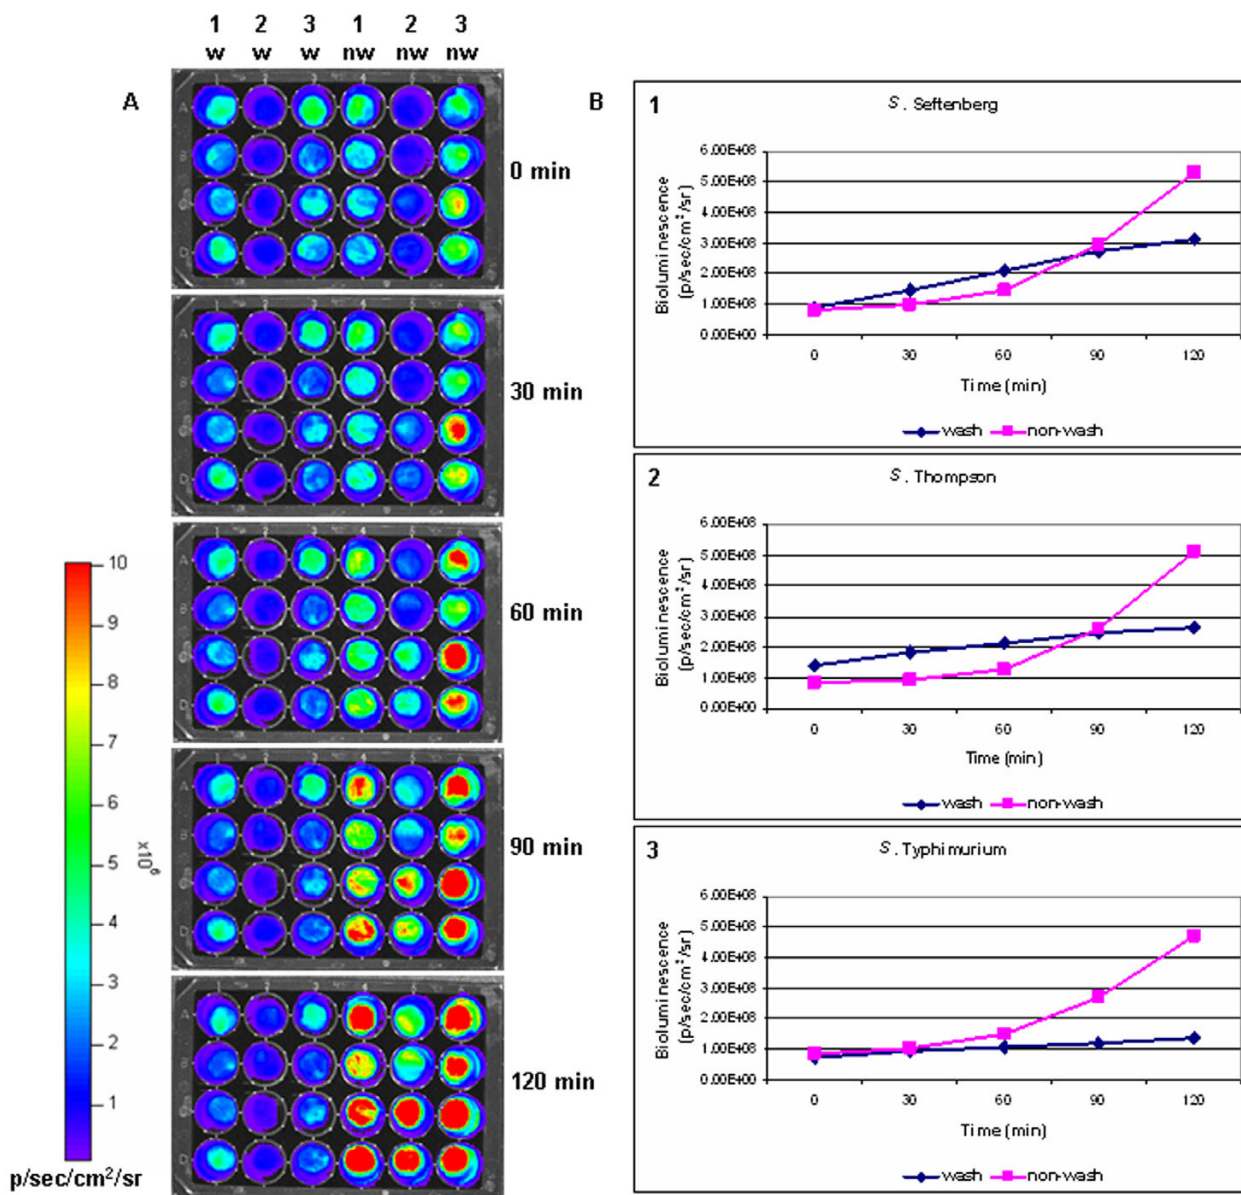 1 2 3 1 2 3
w w w nw nw nw
A
0 min
30 min
60 min
90 min
120 min
10
9
8
7
6
5
4
3
2
1
x10⁶
p/sec/cm²/sr
B
1 S. Seftenberg
Bioluminescence
(p/sec/cm²/sr)
6.00E+08
5.00E+08
4.00E+08
3.00E+08
2.00E+08
1.00E+08
0.00E+00
0 30 60 90 120
Time (min)
wash non-wash
2 S. Thompson
Bioluminescence
(p/sec/cm²/sr)
6.00E+08
5.00E+08
4.00E+08
3.00E+08
2.00E+08
1.00E+08
0.00E+00
0 30 60 90 120
Time (min)
wash non-wash
3 S. Typhimurium
Bioluminescence
(p/sec/cm²/sr)
6.00E+08
5.00E+08
4.00E+08
3.00E+08
2.00E+08
1.00E+08
0.00E+00
0 30 60 90 120
Time (min)
wash non-wash